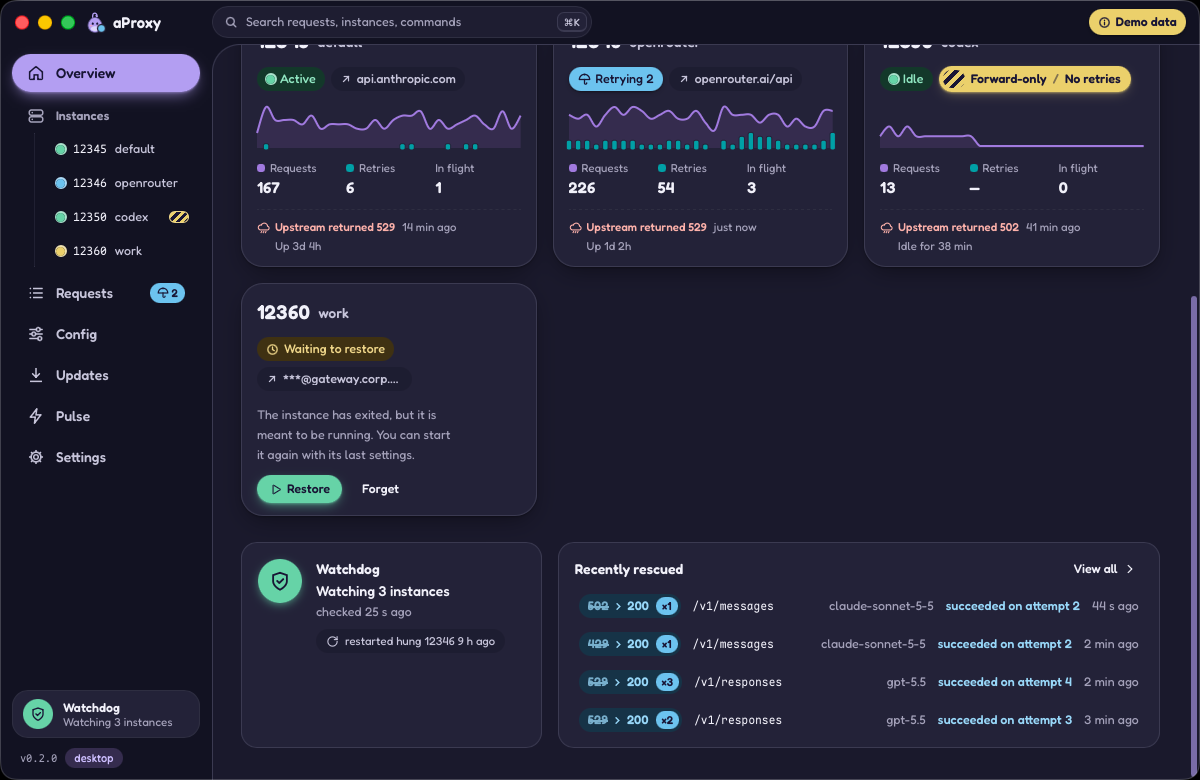 aProxy
Search requests, instances, commands
⌘K
Demo data
Overview
Instances
12345 default
12346 openrouter
12350 codex
12360 work
Requests 2
Config
Updates
Pulse
Settings
Watchdog
Watching 3 instances
v0.2.0 desktop
default
Active
api.anthropic.com
Requests Retries In flight
167 6 1
Upstream returned 529 14 min ago
Up 3d 4h
openrouter
Retrying 2
openrouter.ai/api
Requests Retries In flight
226 54 3
Upstream returned 529 just now
Up 1d 2h
codex
Idle
Forward-only / No retries
Requests Retries In flight
13 — 0
Upstream returned 502 41 min ago
Idle for 38 min
12360 work
Waiting to restore
***@gateway.corp....
The instance has exited, but it is
meant to be running. You can start
it again with its last settings.
Restore Forget
Watchdog
Watching 3 instances
checked 25 s ago
restarted hung 12346 9 h ago
Recently rescued
View all
502 > 200 x1 /v1/messages claude-sonnet-5-5 succeeded on attempt 2 44 s ago
429 > 200 x1 /v1/messages claude-sonnet-5-5 succeeded on attempt 2 2 min ago
529 > 200 x3 /v1/responses gpt-5.5 succeeded on attempt 4 2 min ago
529 > 200 x2 /v1/responses gpt-5.5 succeeded on attempt 3 3 min ago